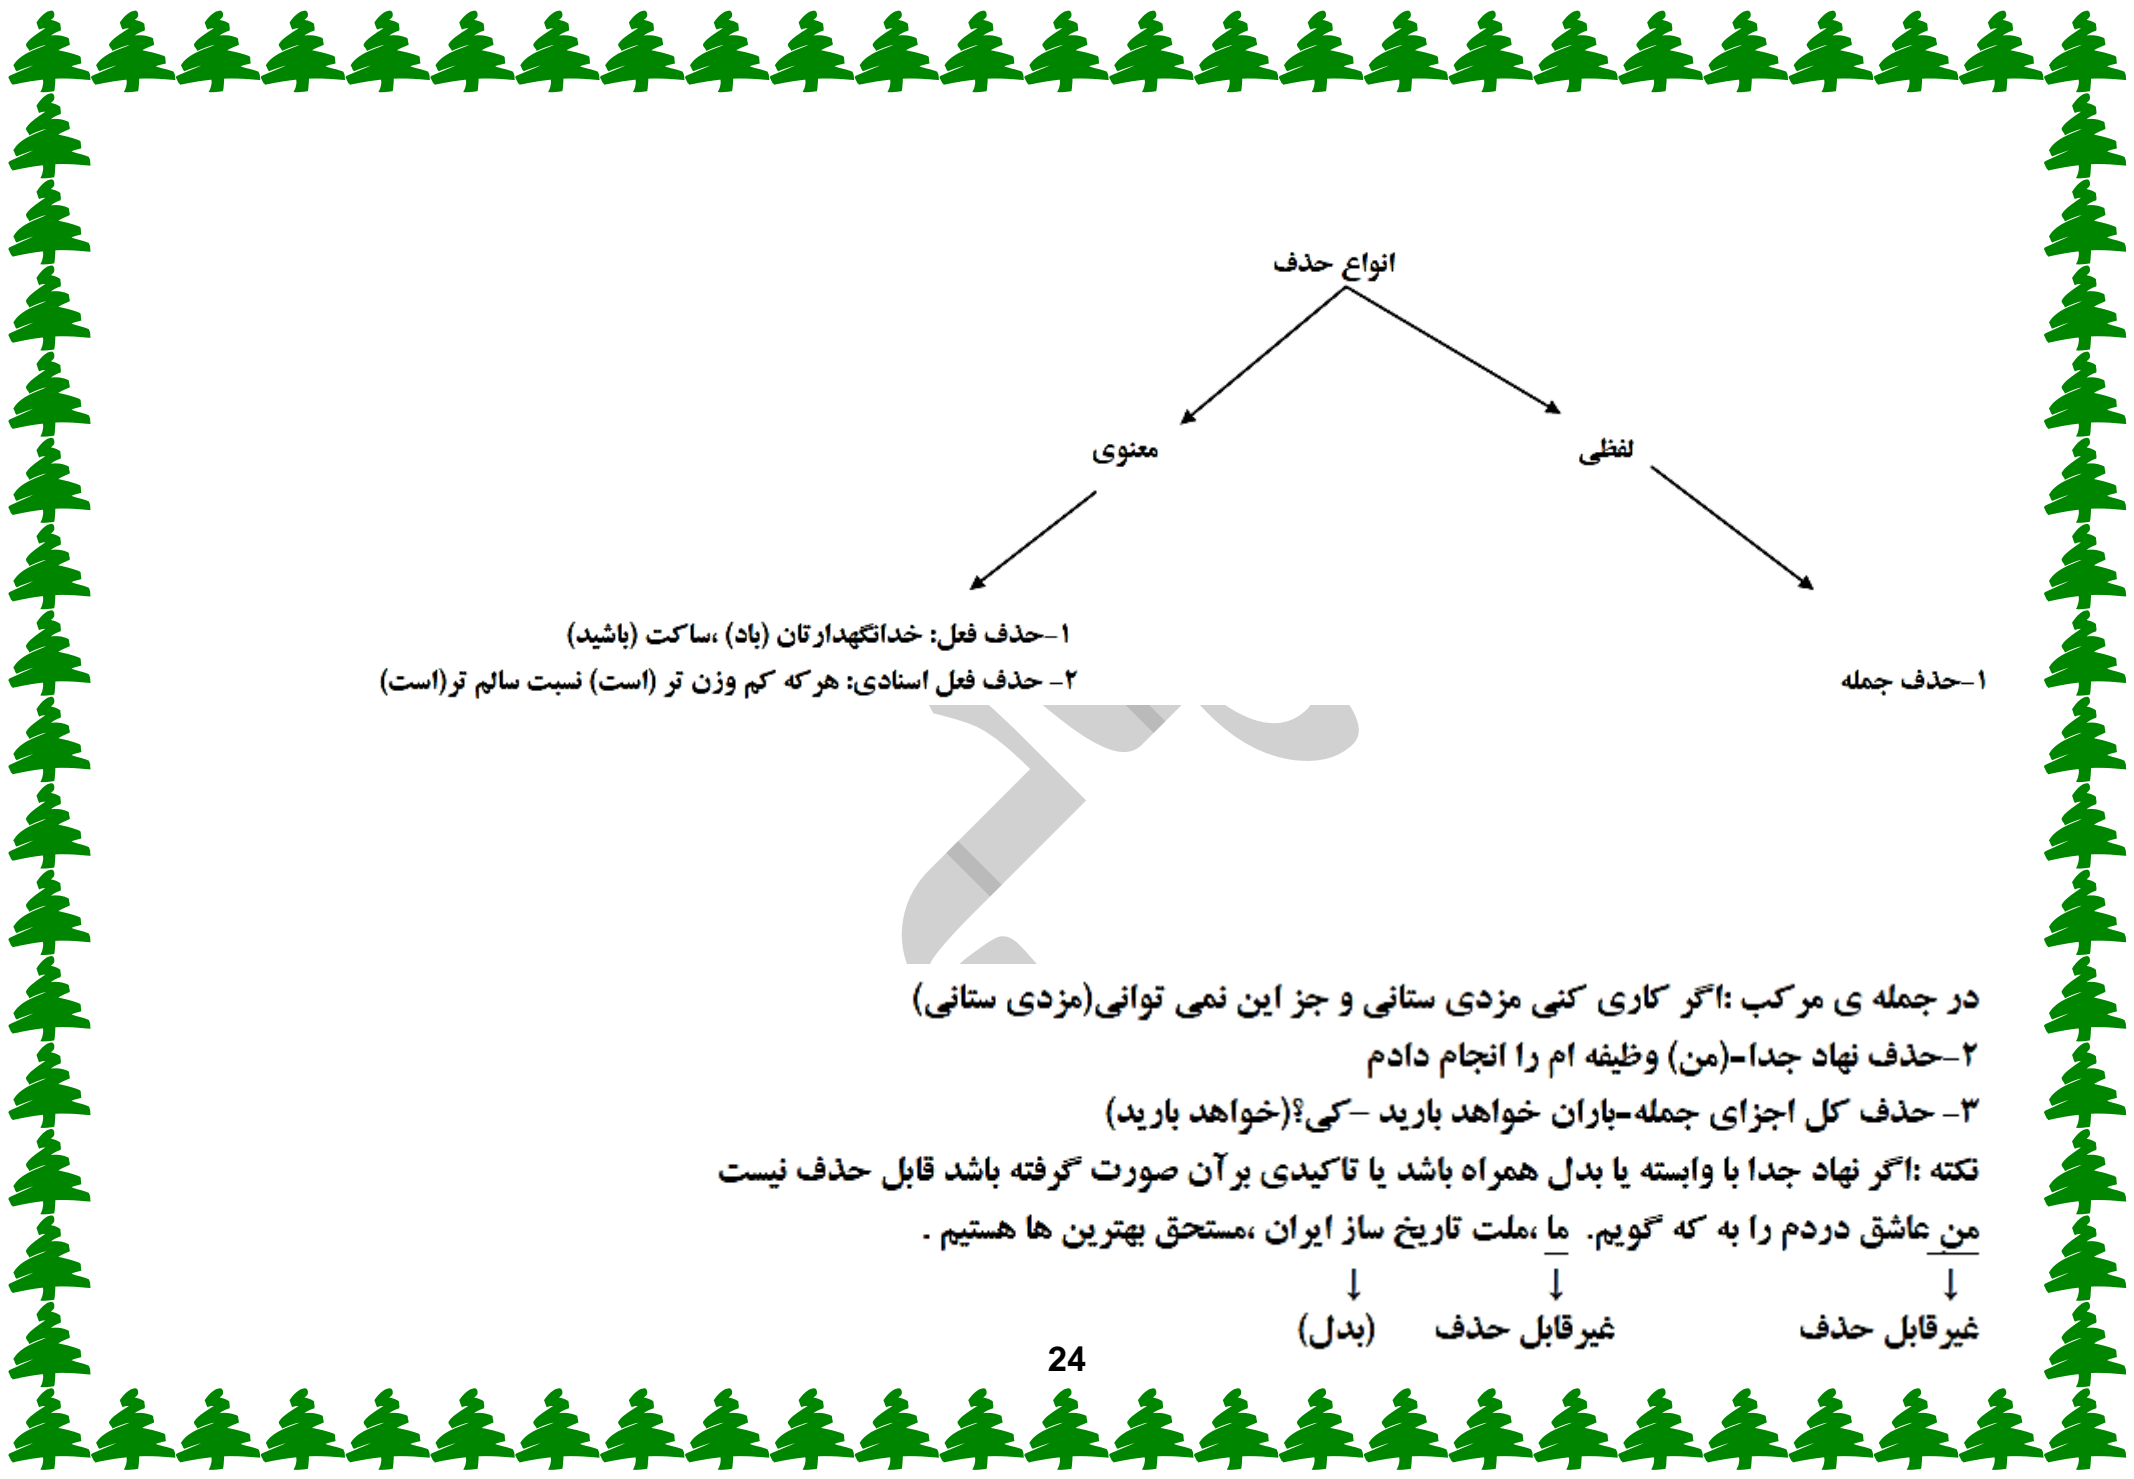 انواع حذف
لفظی
معنوی
۱-حذف فعل: خدانگهدارتان (باد) ،ساکت (باشید)
۲- حذف فعل اسنادی: هرکه کم وزن تر (است) نسبت سالم تر(است)
۱-حذف جمله
در جمله ی مرکب :اگر کاری کنی مزدی ستانی و جز این نمی توانی(مزدی ستانی)
۲-حذف نهاد جدا-(من) وظیفه ام را انجام دادم
۳- حذف کل اجزای جمله-باران خواهد بارید –کی؟(خواهد بارید)
نکته :اگر نهاد جدا با وابسته یا بدل همراه باشد یا تاکیدی برآن صورت گرفته باشد قابل حذف نیست
من عاشق دردم را به که گویم. ما ،ملت تاریخ ساز ایران ،مستحق بهترین ها هستیم .
↓ ↓ ↓
غیرقابل حذف غیرقابل حذف (بدل)
24